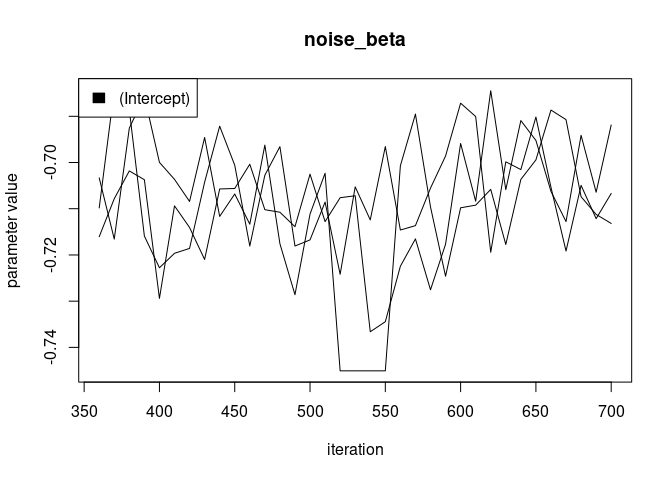 noise_beta
(Intercept)
parameter value
-0.70
-0.72
-0.74
350 400 450 500 550 600 650 700
iteration